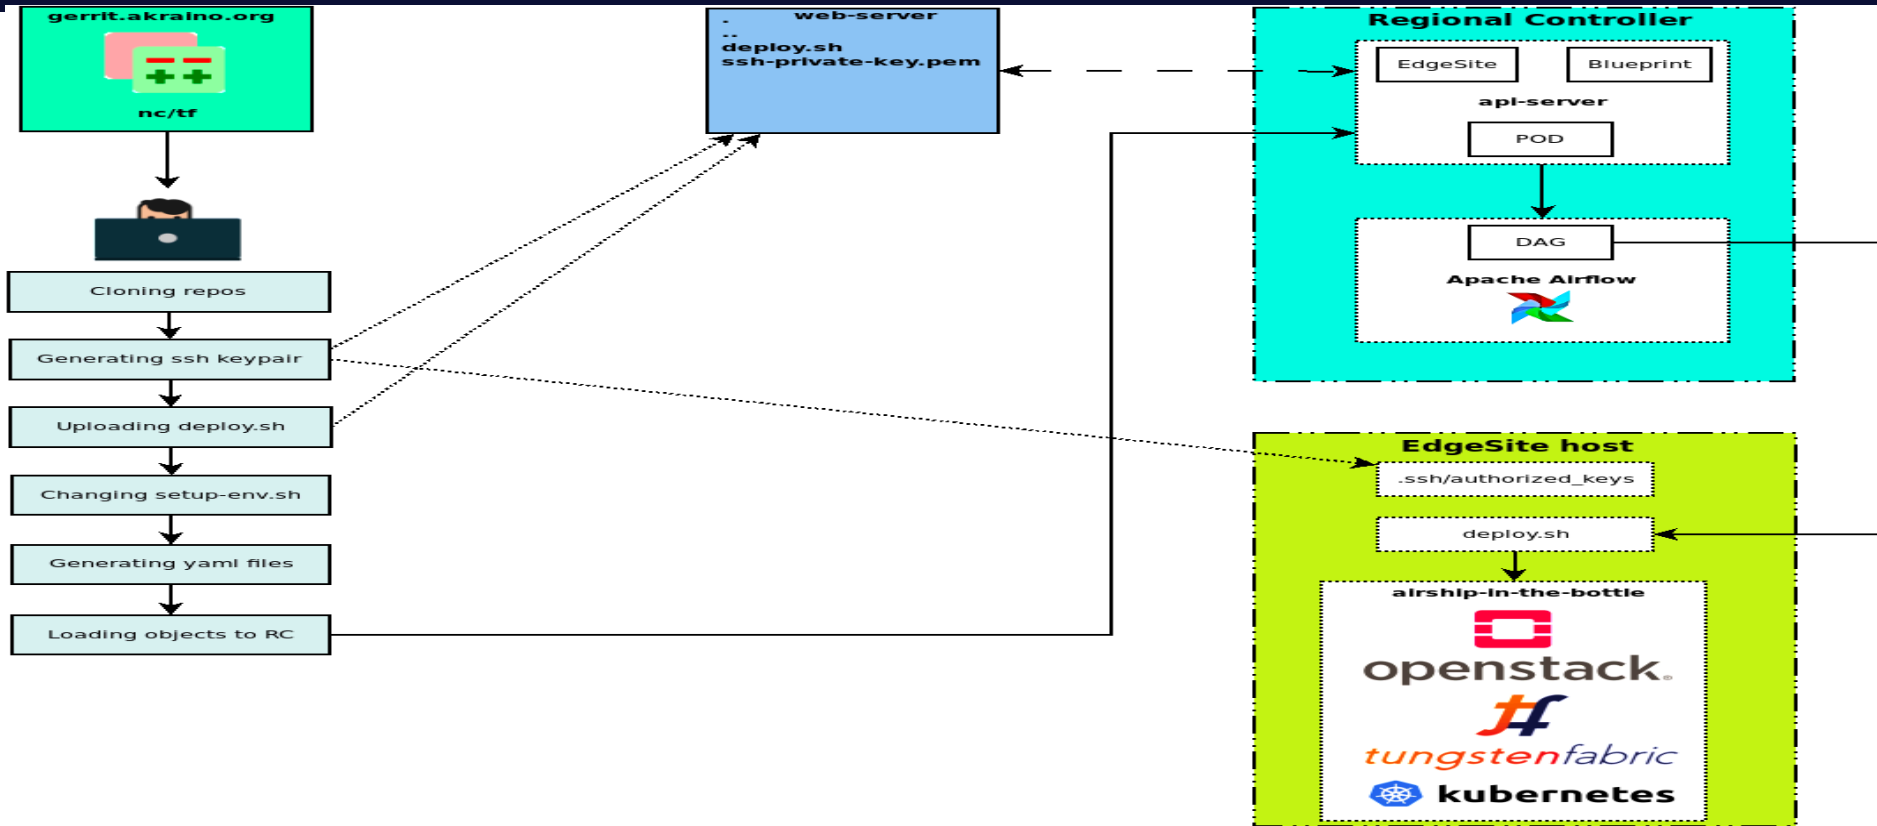 gerrit.akraino.org
nc/tf
Cloning repos
Generating ssh keypair
Uploading deploy.sh
Changing setup-env.sh
Generating yaml files
Loading objects to RC
web-server
.
..
deploy.sh
ssh-private-key.pem
Regional Controller
EdgeSite
Blueprint
api-server
POD
DAG
Apache Airflow
EdgeSite host
.ssh/authorized_keys
deploy.sh
airship-in-the-bottle
openstack®
tungstenfabric
kubernetes